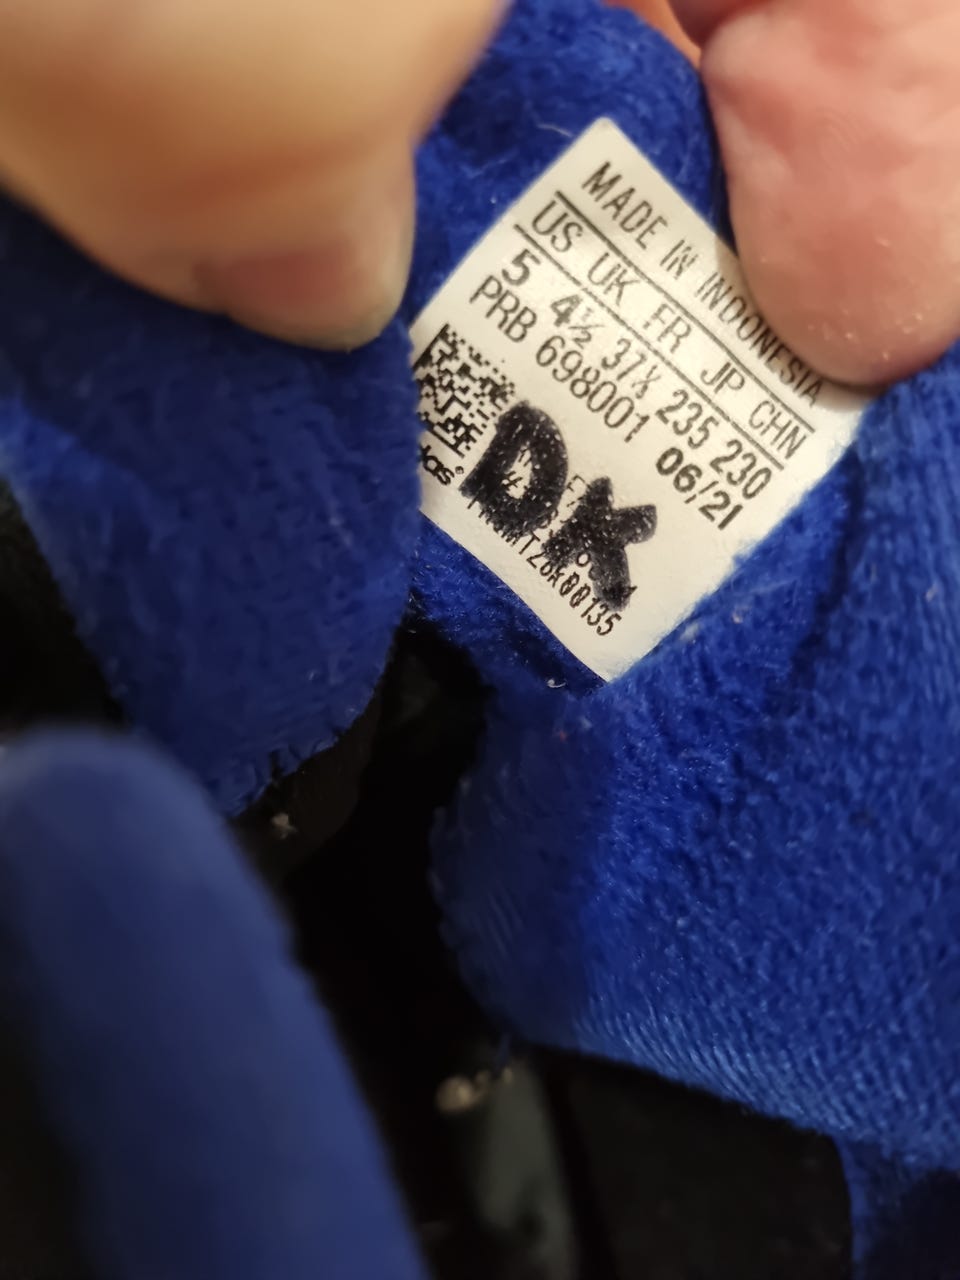 MADE IN INDONESIA
US UK FR JP CHN
5 4½ 37⅓ 235 230
PRB 698001 06/21
DK